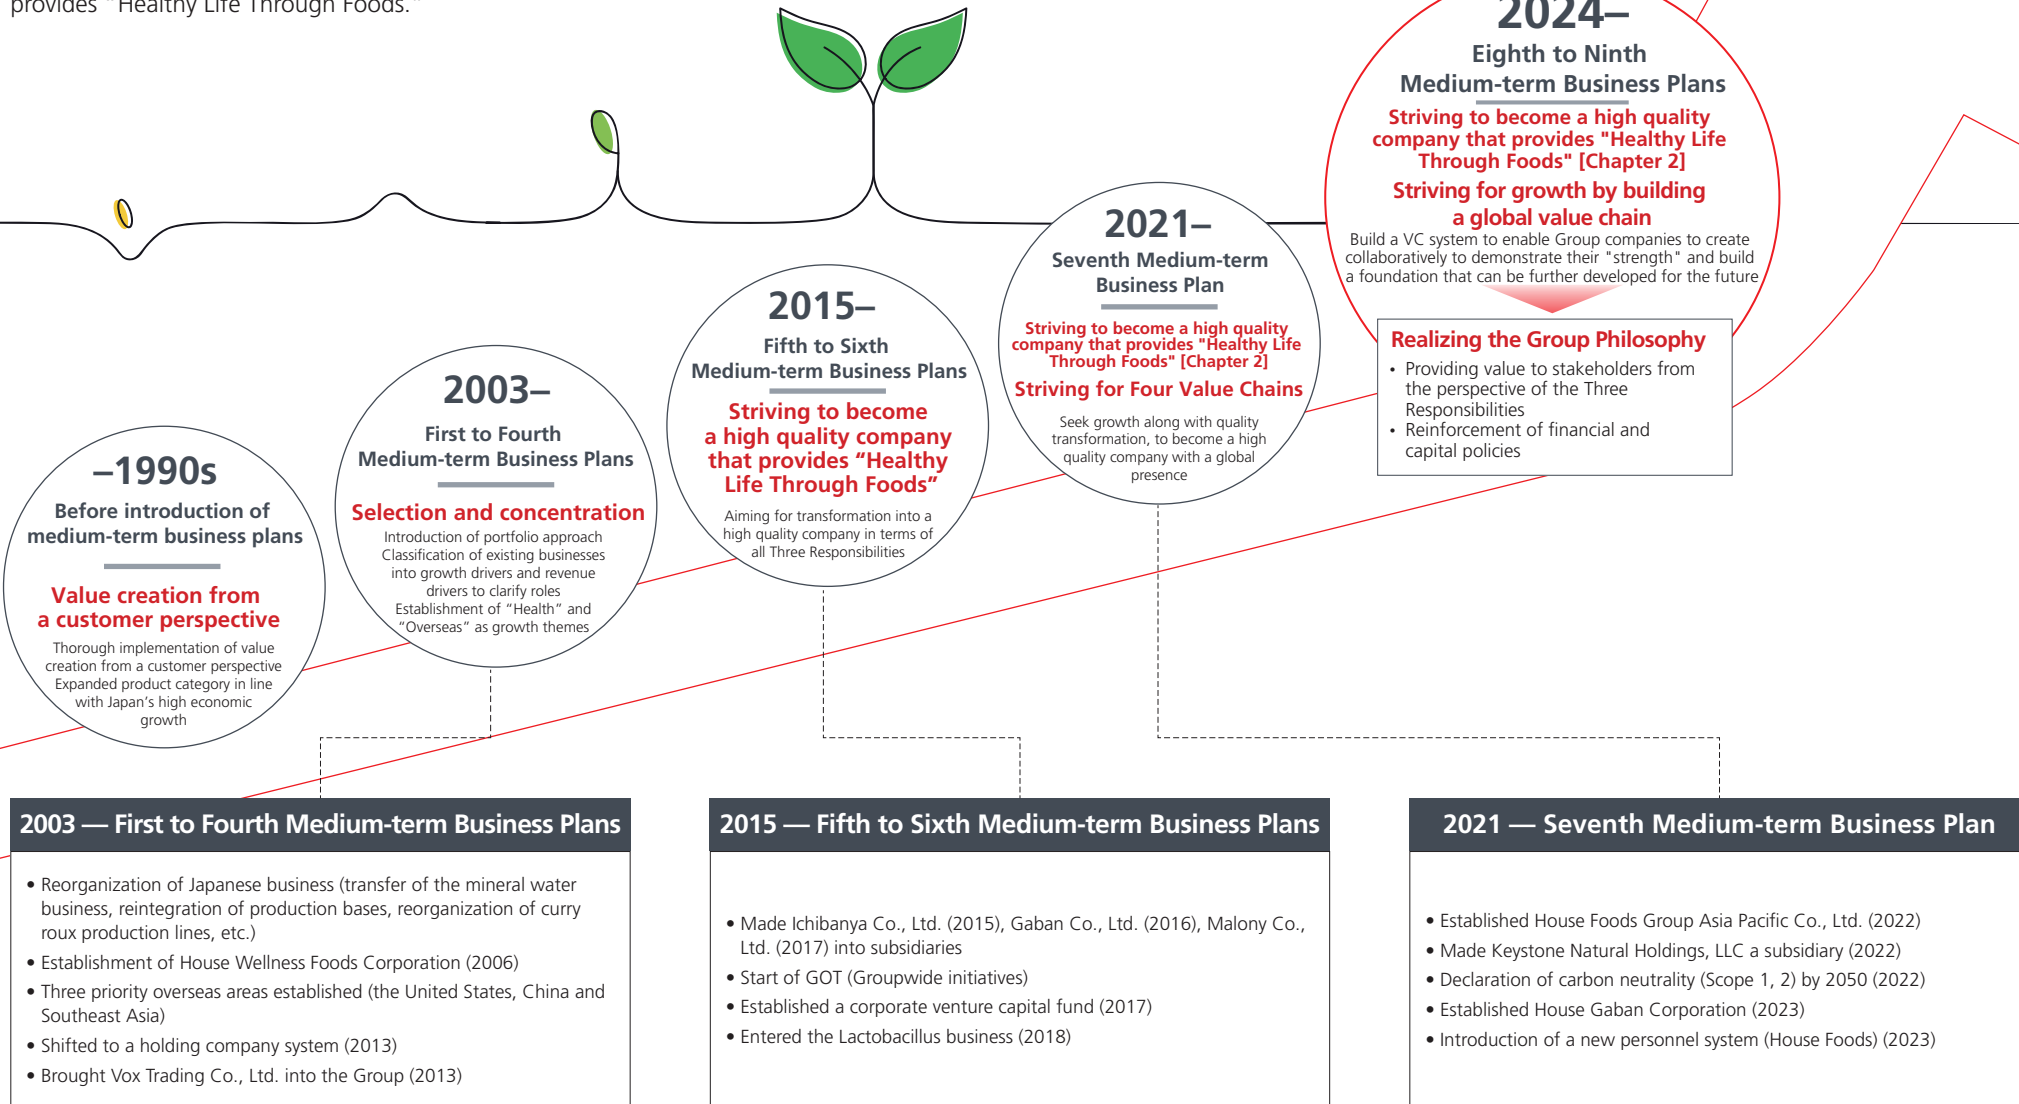 provides "Healthy Life Through Foods."
–1990s
Before introduction of
medium-term business plans
Value creation from
a customer perspective
Thorough implementation of value
creation from a customer perspective
Expanded product category in line
with Japan's high economic
growth
2003–
First to Fourth
Medium-term Business Plans
Selection and concentration
Introduction of portfolio approach
Classification of existing businesses
into growth drivers and revenue
drivers to clarify roles
Establishment of “Health” and
“Overseas” as growth themes
2015–
Fifth to Sixth
Medium-term Business Plans
Striving to become
a high quality company
that provides “Healthy
Life Through Foods”
Aiming for transformation into a
high quality company in terms of
all Three Responsibilities
2021–
Seventh Medium-term
Business Plan
Striving to become a high quality
company that provides "Healthy Life
Through Foods" [Chapter 2]
Striving for Four Value Chains
Seek growth along with quality
transformation, to become a high
quality company with a global
presence
2024–
Eighth to Ninth
Medium-term Business Plans
Striving to become a high quality
company that provides "Healthy Life
Through Foods" [Chapter 2]
Striving for growth by building
a global value chain
Build a VC system to enable Group companies to create
collaboratively to demonstrate their "strength" and build
a foundation that can be further developed for the future
Realizing the Group Philosophy
• Providing value to stakeholders from
the perspective of the Three
Responsibilities
• Reinforcement of financial and
capital policies
2003 — First to Fourth Medium-term Business Plans
• Reorganization of Japanese business (transfer of the mineral water
business, reintegration of production bases, reorganization of curry
roux production lines, etc.)
• Establishment of House Wellness Foods Corporation (2006)
• Three priority overseas areas established (the United States, China and
Southeast Asia)
• Shifted to a holding company system (2013)
• Brought Vox Trading Co., Ltd. into the Group (2013)
2015 — Fifth to Sixth Medium-term Business Plans
• Made Ichibanya Co., Ltd. (2015), Gaban Co., Ltd. (2016), Malony Co.,
Ltd. (2017) into subsidiaries
• Start of GOT (Groupwide initiatives)
• Established a corporate venture capital fund (2017)
• Entered the Lactobacillus business (2018)
2021 — Seventh Medium-term Business Plan
• Established House Foods Group Asia Pacific Co., Ltd. (2022)
• Made Keystone Natural Holdings, LLC a subsidiary (2022)
• Declaration of carbon neutrality (Scope 1, 2) by 2050 (2022)
• Established House Gaban Corporation (2023)
• Introduction of a new personnel system (House Foods) (2023)